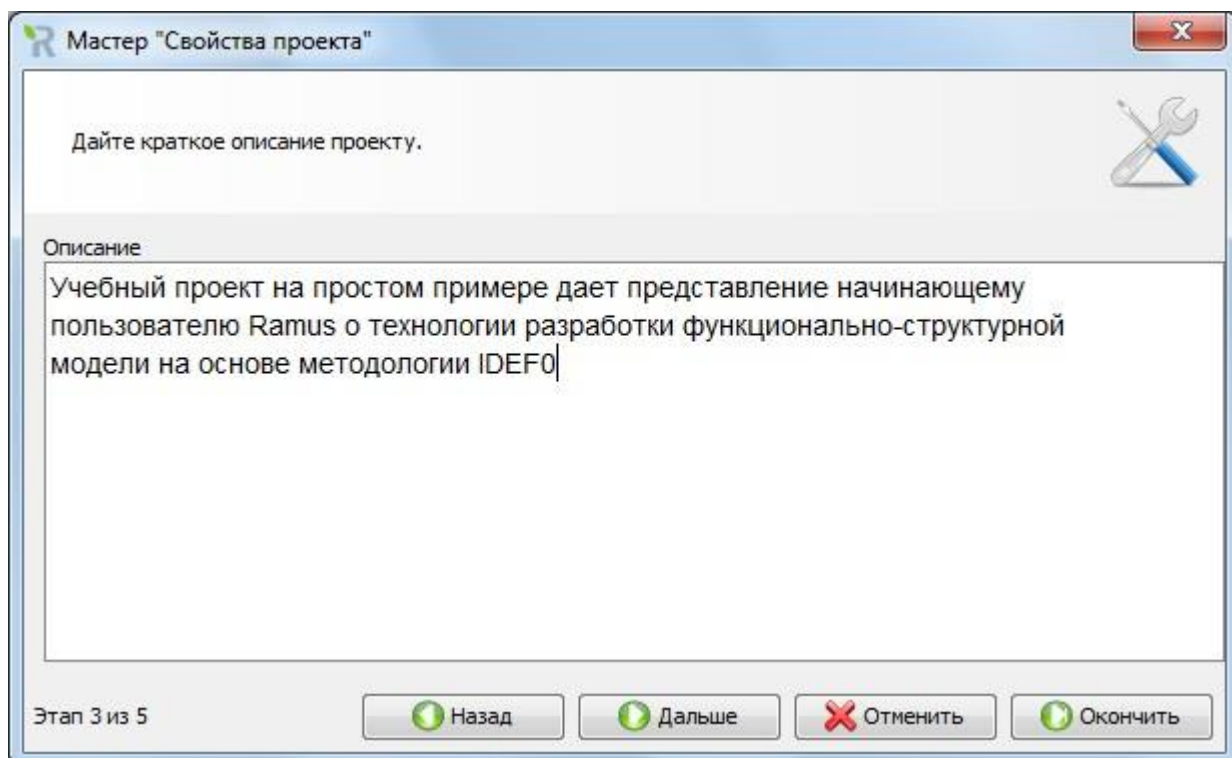 Мастер "Свойства проекта"
Дайте краткое описание проекту.
Описание
Учебный проект на простом примере дает представление начинающему
пользователю Ramus о технологии разработки функционально-структурной
модели на основе методологии IDEF0
Этап 3 из 5
Назад
Дальше
Отменить
Окончить